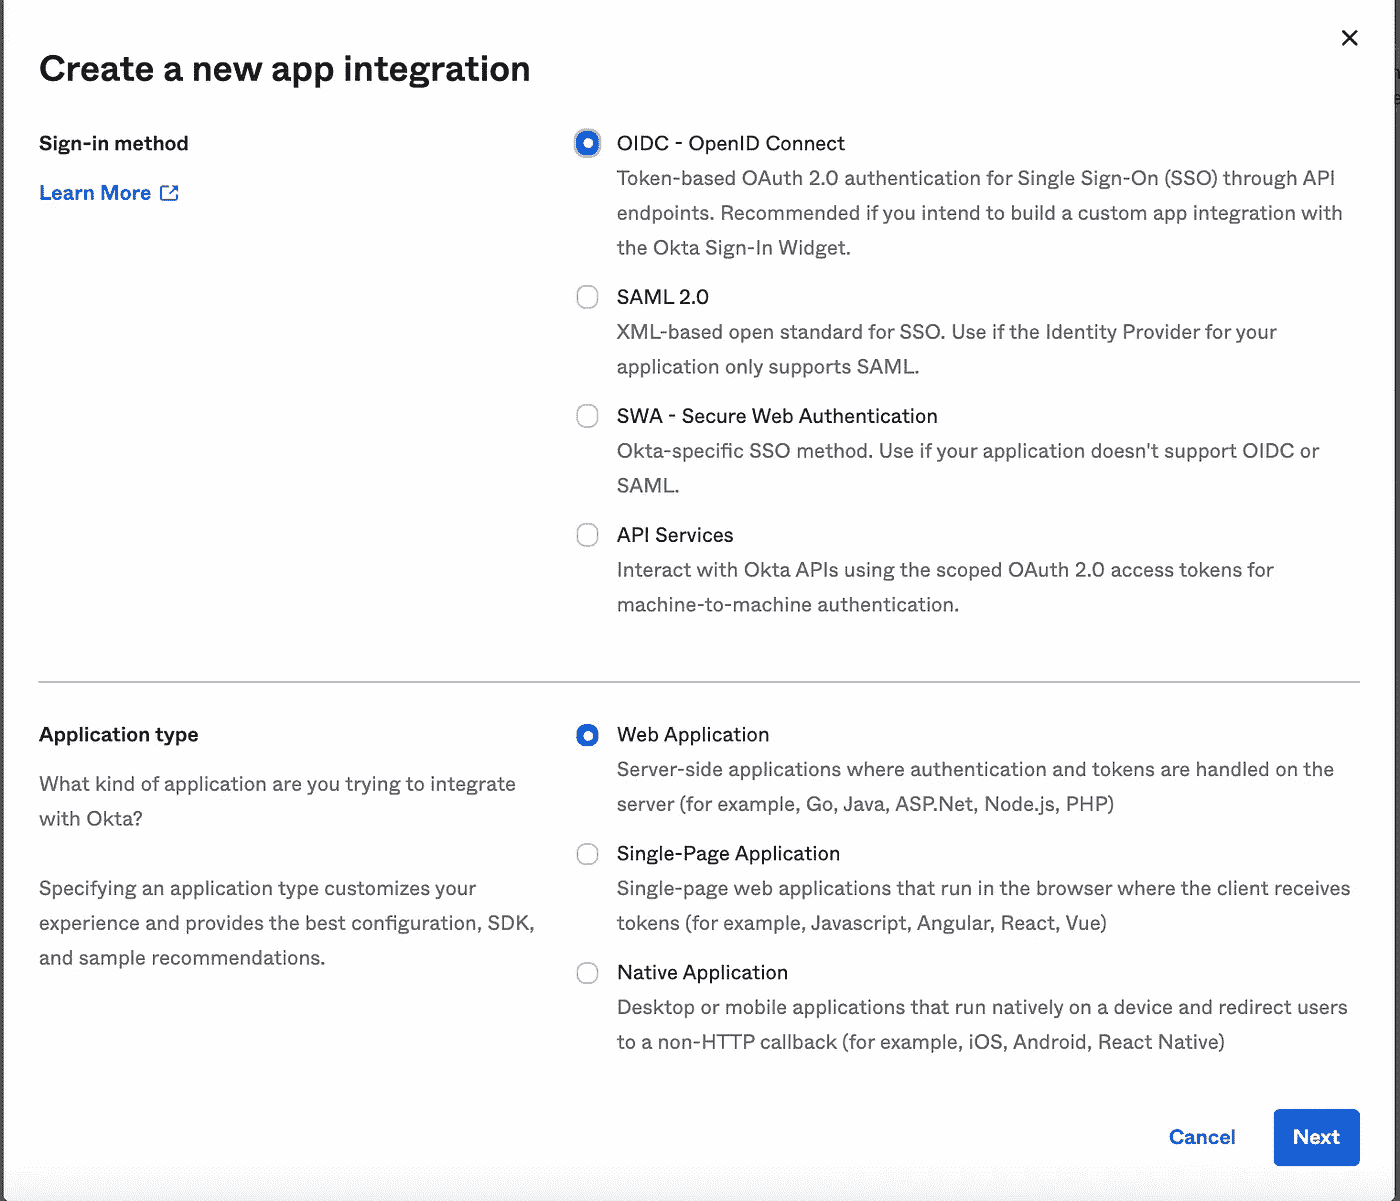 Create a new app integration
Sign-in method
Learn More
OIDC - OpenID Connect
Token-based OAuth 2.0 authentication for Single Sign-On (SSO) through API
endpoints. Recommended if you intend to build a custom app integration with
the Okta Sign-In Widget.
SAML 2.0
XML-based open standard for SSO. Use if the Identity Provider for your
application only supports SAML.
SWA - Secure Web Authentication
Okta-specific SSO method. Use if your application doesn't support OIDC or
SAML.
API Services
Interact with Okta APIs using the scoped OAuth 2.0 access tokens for
machine-to-machine authentication.
Application type
What kind of application are you trying to integrate
with Okta?
Specifying an application type customizes your
experience and provides the best configuration, SDK,
and sample recommendations.
Web Application
Server-side applications where authentication and tokens are handled on the
server (for example, Go, Java, ASP.Net, Node.js, PHP)
Single-Page Application
Single-page web applications that run in the browser where the client receives
tokens (for example, Javascript, Angular, React, Vue)
Native Application
Desktop or mobile applications that run natively on a device and redirect users
to a non-HTTP callback (for example, iOS, Android, React Native)
Cancel
Next